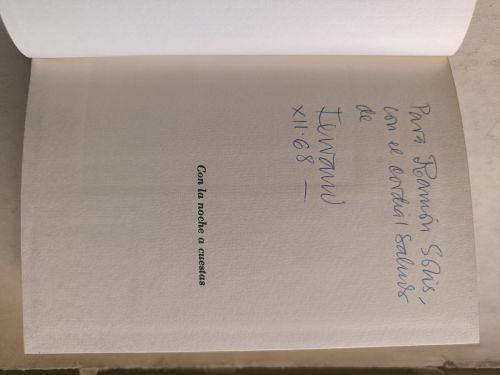 Para Ramón Solís,
con el cordial saludo
de
XII-68 —
Con la noche a cuestas